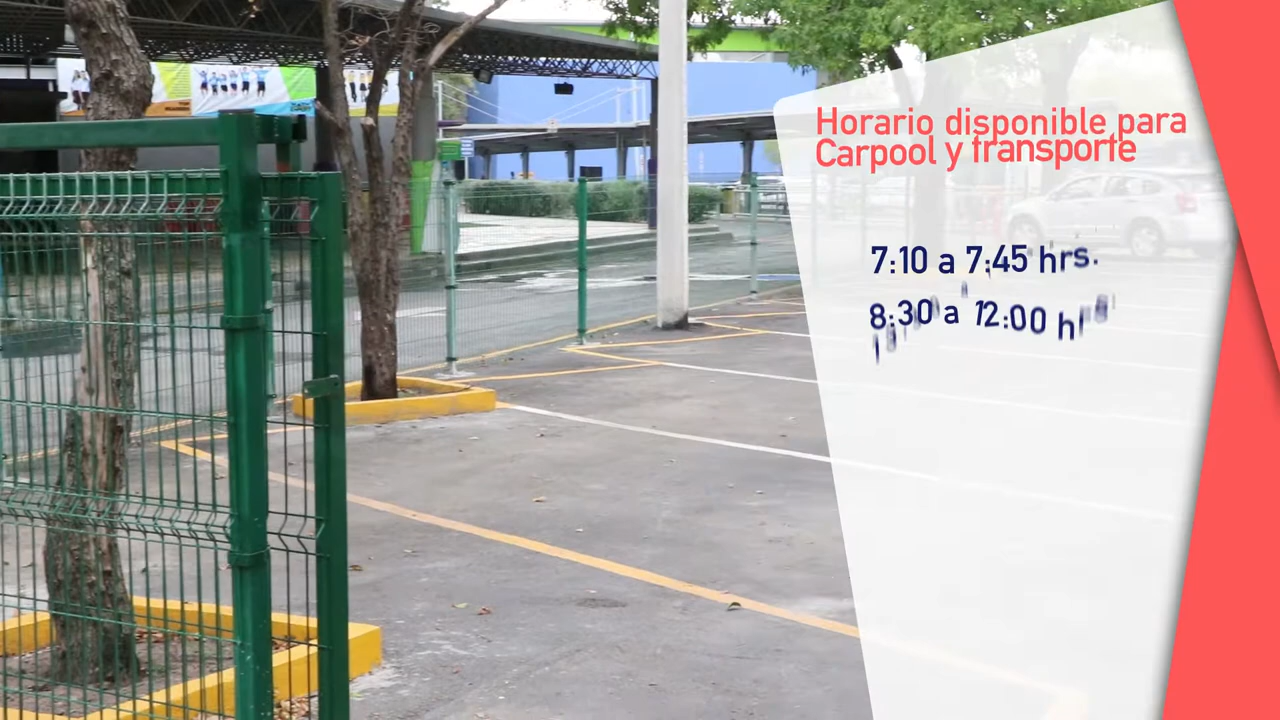 Horario disponible para
Carpool y transporte
7:10 a 7:45 hrs.
8:30 a 12:00